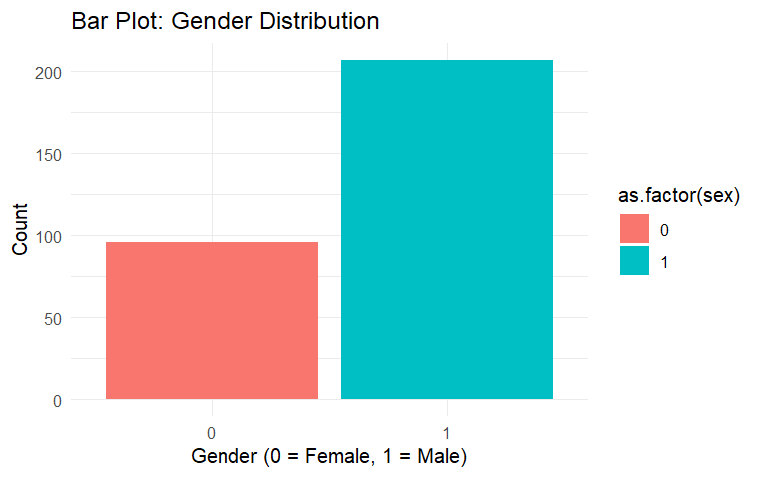 Bar Plot: Gender Distribution
200
150
100
50
0
Count
0
1
Gender (0 = Female, 1 = Male)
as.factor(sex)
0
1